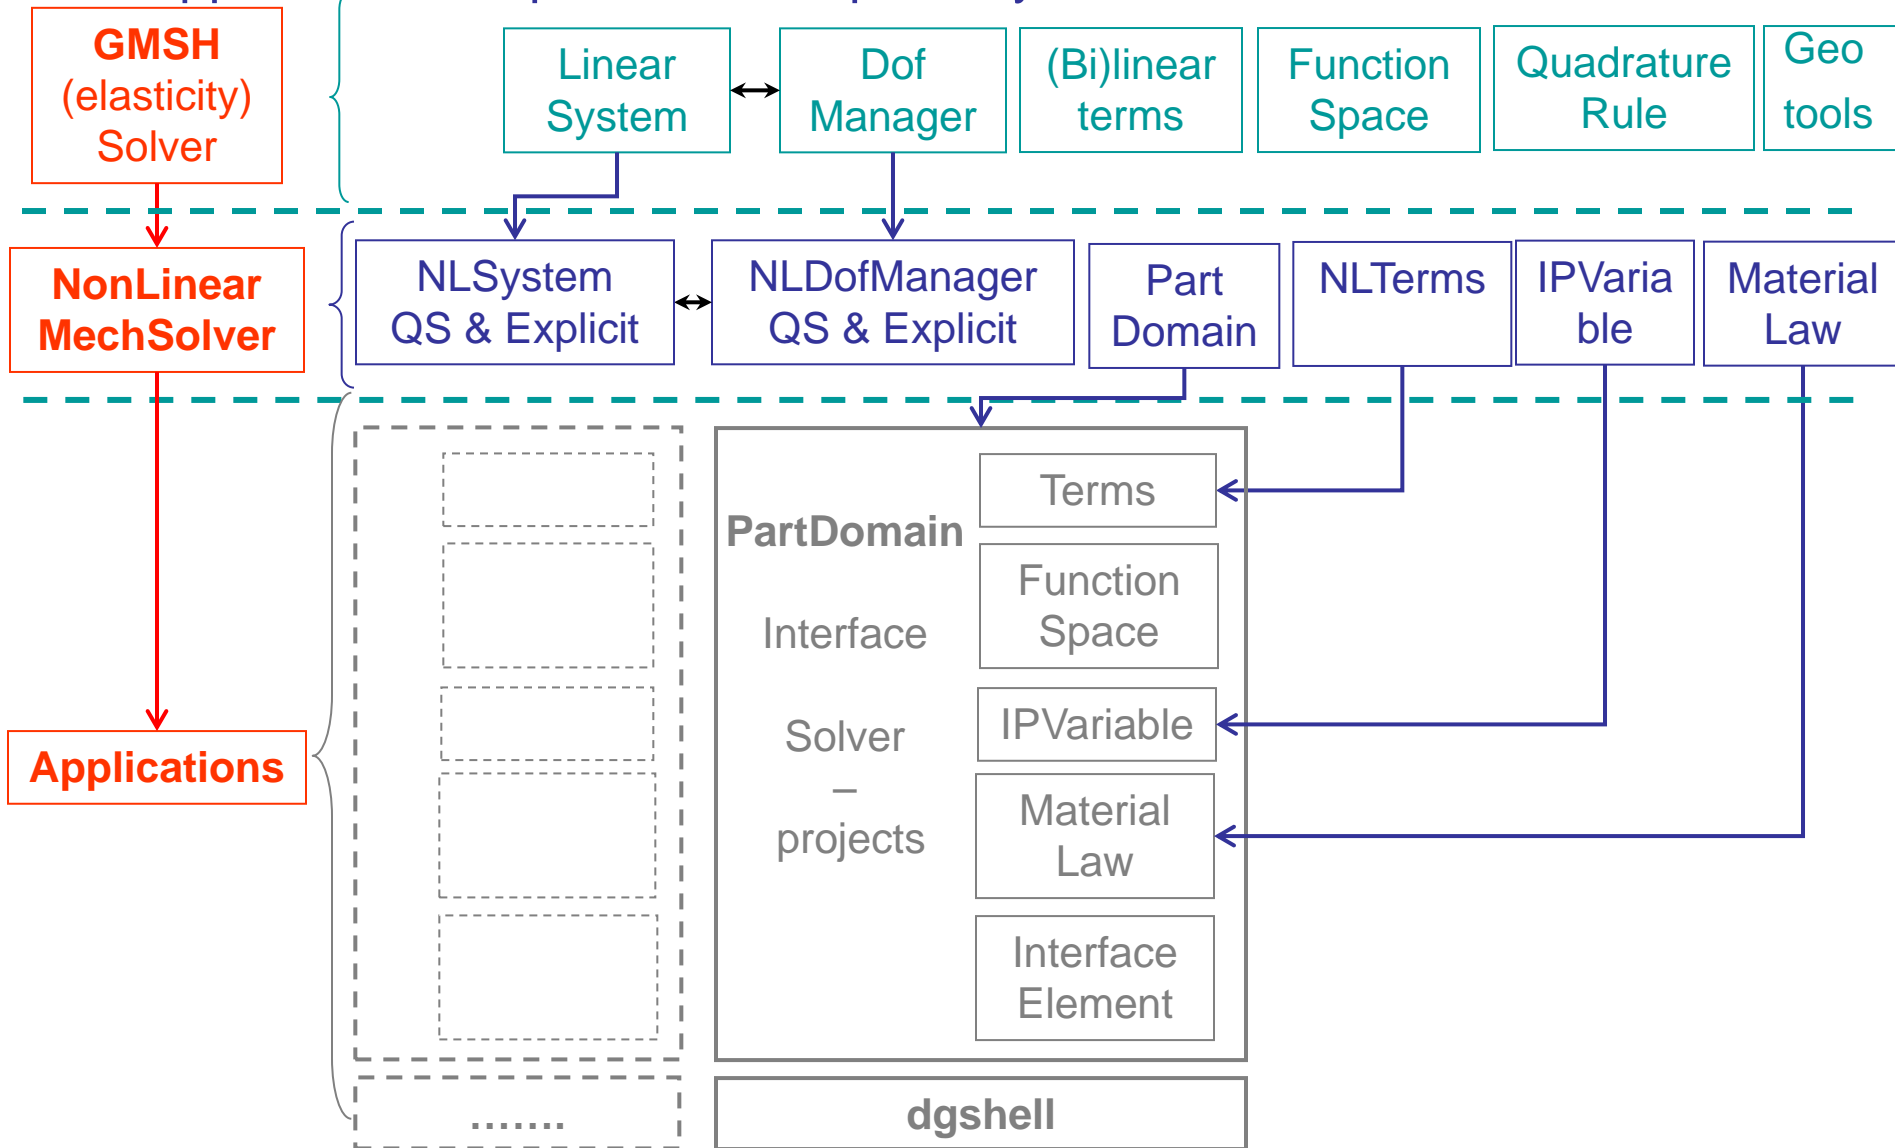 GMSH
(elasticity)
Solver
Linear
System
Dof
Manager
(Bi)linear
terms
Function
Space
Quadrature
Rule
Geo
tools
NonLinear
MechSolver
NLSystem
QS & Explicit
NLDofManager
QS & Explicit
Part
Domain
NLTerms
IPVaria
ble
Material
Law
Applications
PartDomain
Interface
Solver
–
projects
Terms
Function
Space
IPVariable
Material
Law
Interface
Element
.......
dgshell